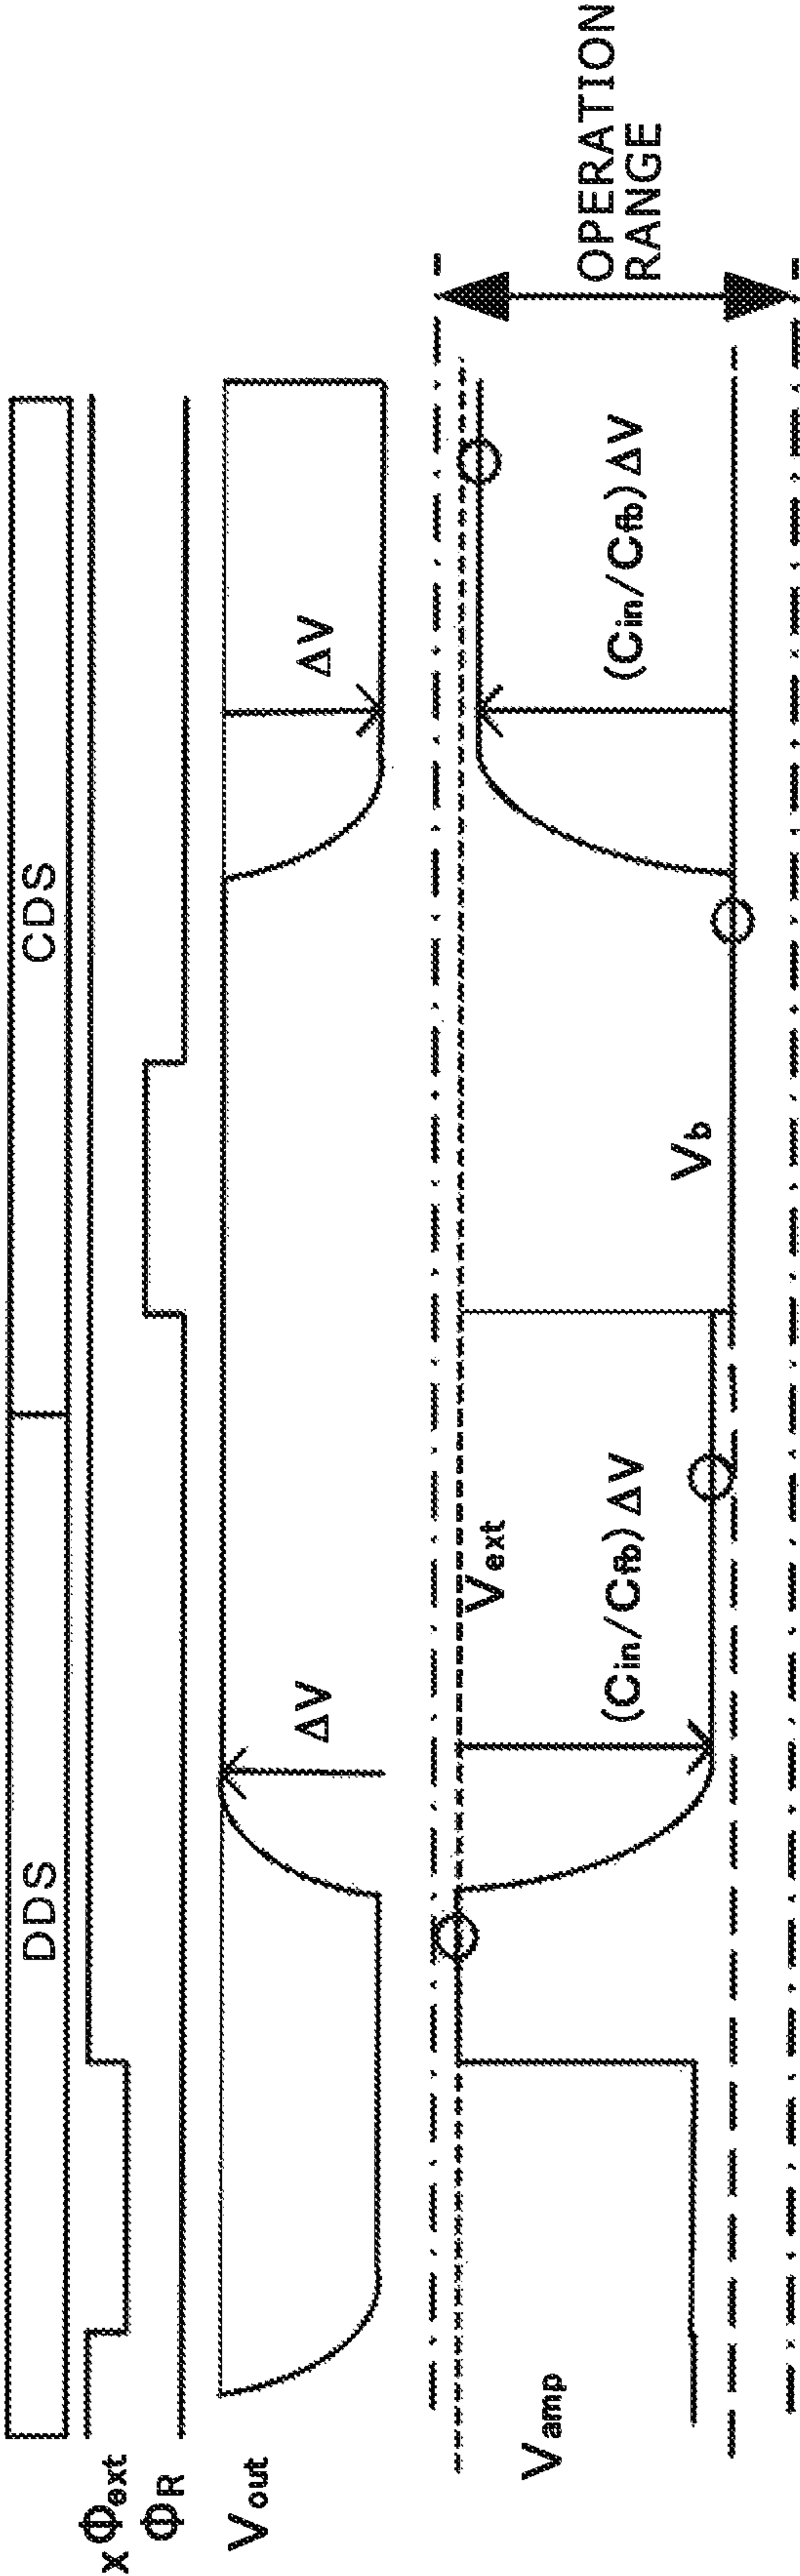 DDS CDS
xΦext
ΦR
Vout
ΔV
ΔV
Vamp
Vext
(Cin/Cfb)ΔV
Vb
(Cin/Cfb)ΔV
OPERATION
RANGE